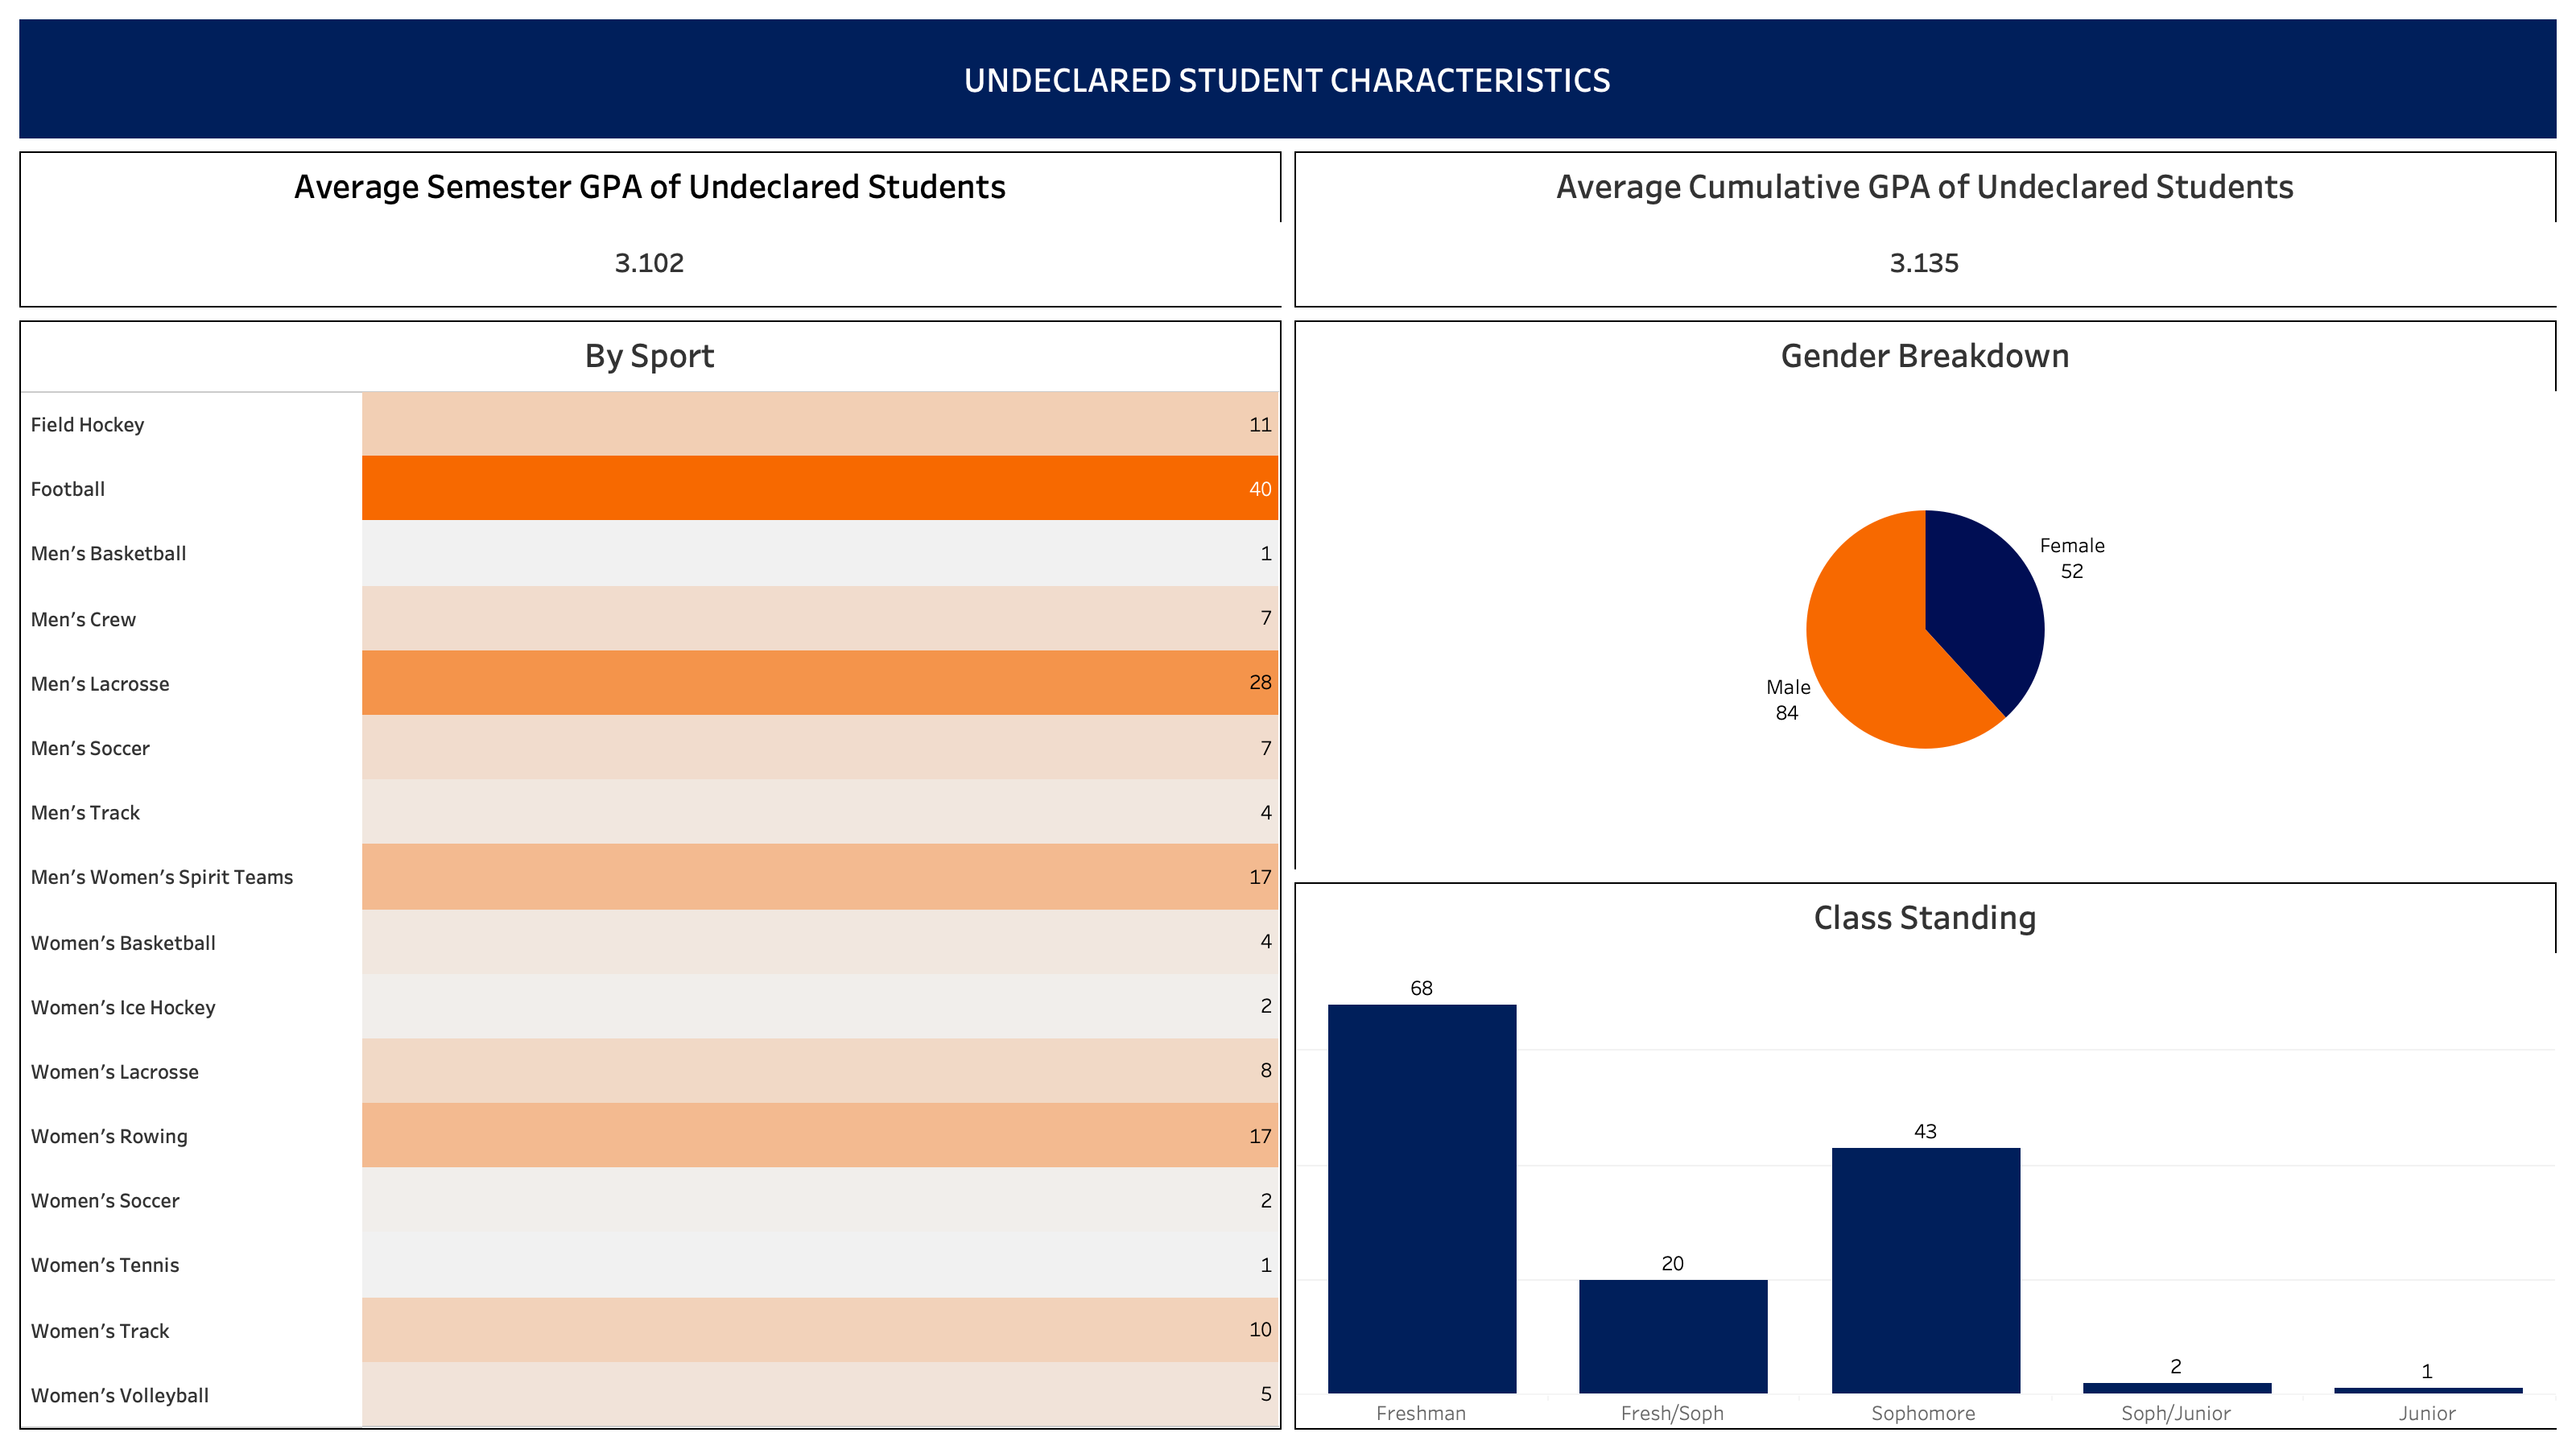 UNDECLARED STUDENT CHARACTERISTICS
Average Semester GPA of Undeclared Students
3.102
Average Cumulative GPA of Undeclared Students
3.135
By Sport
Field Hockey 11
Football 40
Men's Basketball 1
Men's Crew 7
Men's Lacrosse 28
Men's Soccer 7
Men's Track 4
Men's Women's Spirit Teams 17
Women's Basketball 4
Women's Ice Hockey 2
Women's Lacrosse 8
Women's Rowing 17
Women's Soccer 2
Women's Tennis 1
Women's Track 10
Women's Volleyball 5
Gender Breakdown
Female
52
Male
84
Class Standing
68
20
43
2
1
Freshman Fresh/Soph Sophomore Soph/Junior Junior